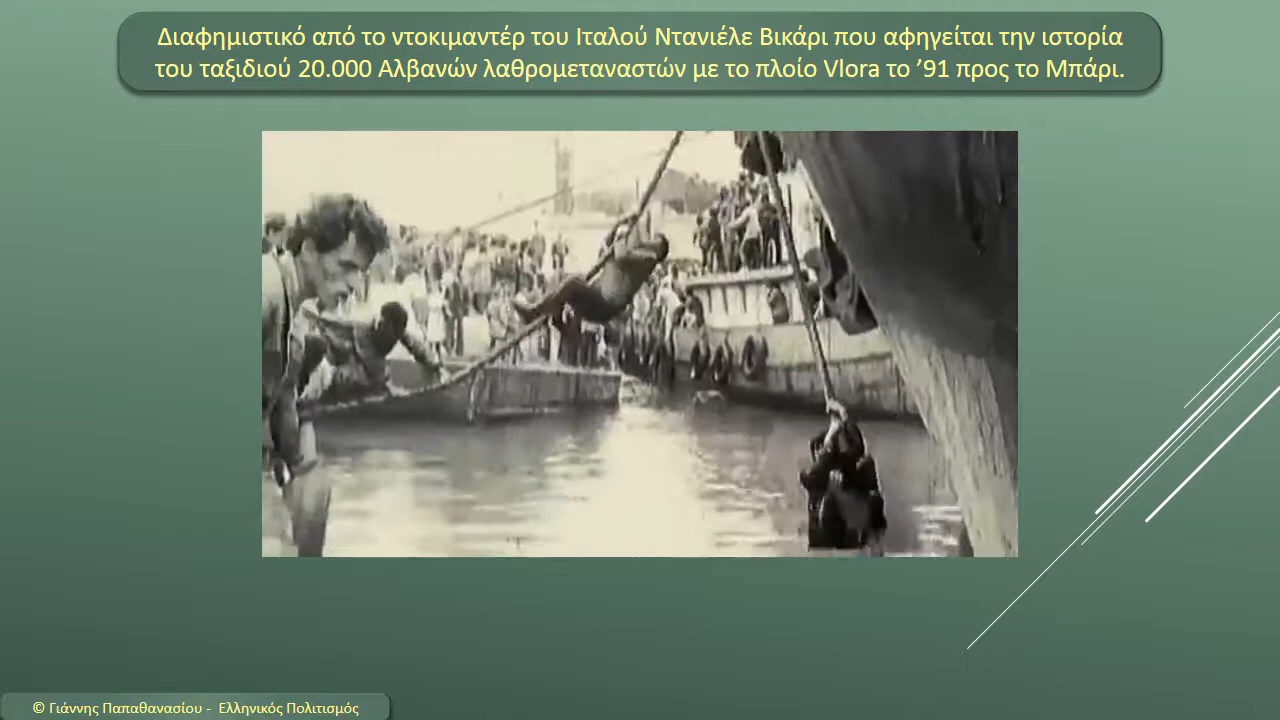 Διαφημιστικό από το ντοκιμαντέρ του Ιταλού Ντανιέλε Βικάρι που αφηγείται την ιστορία
του ταξιδιού 20.000 Αλβανών λαθρομεταναστών με το πλοίο Vlora το ’91 προς το Μπάρι.
© Γιάννης Παπαθανασίου - Ελληνικός Πολιτισμός